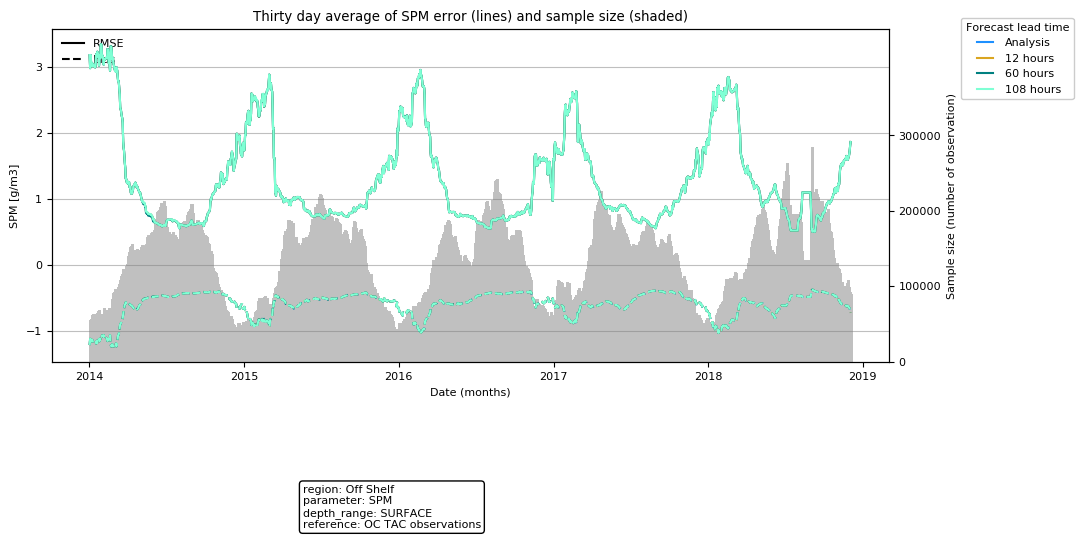 Thirty day average of SPM error (lines) and sample size (shaded)
RMSE
SPM [g/m3]
3
2
1
0
−1
300000
200000
100000
0
Sample size (number of observation)
2014
2015
2016
2017
2018
2019
Date (months)
Forecast lead time
Analysis
12 hours
60 hours
108 hours
region: Off Shelf
parameter: SPM
depth_range: SURFACE
reference: OC TAC observations